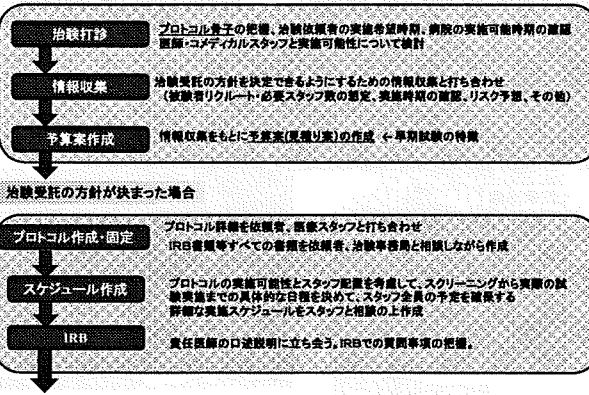 治験打診
プロトコル骨子の把握、治験依頼者の実施希望時期、病院の実施可能時期の確認
医師・コメディカルスタッフと実施可能性について検討
情報収集
治験受託の方針を決定できるようにするための情報収集と打ち合わせ
（被験者リクルート・必要スタッフ数の想定、実施時期の確認、リスク予想、その他）
予算案作成
情報収集をもとに予算案(見積り案)の作成 ←早期試験の特徴
治験受託の方針が決まった場合
プロトコル作成・固定
プロトコル詳細を依頼者、医療スタッフと打ち合わせ
IRB書類等すべての書類を依頼者、治験事務局と相談しながら作成
スケジュール作成
プロトコルの実施可能性とスタッフ配置を考慮して、スクリーニングから実際の試
験実施までの具体的な日程を決めて、スタッフ全員の予定を確保する
詳細な実施スケジュールをスタッフと相談の上作成
IRB
責任医師の口述説明に立ち会う。IRBでの質問事項の把握。